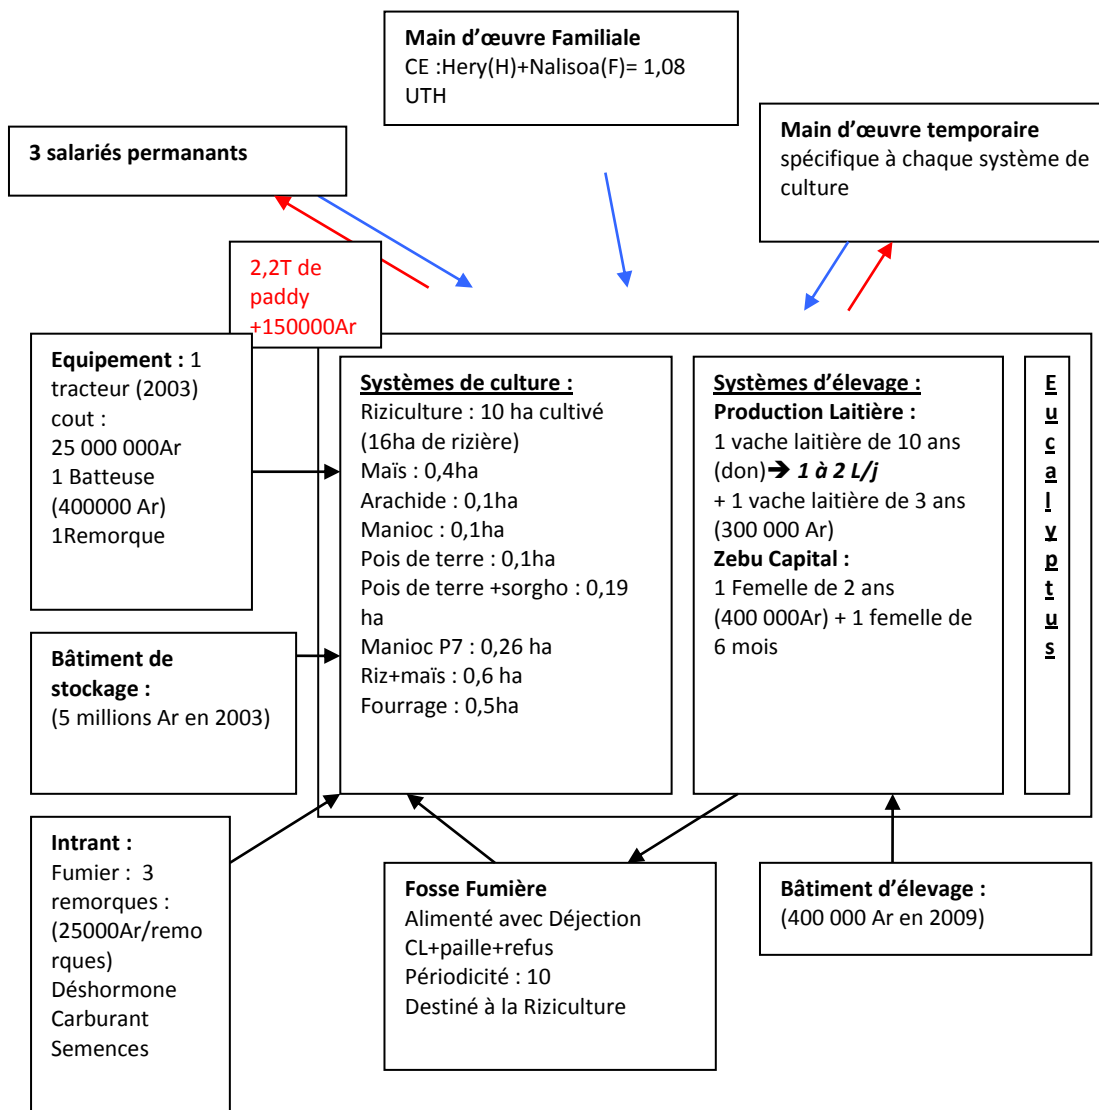 Main d'œuvre Familiale
CE :Hery(H)+Nalisoa(F)= 1,08
UTH
3 salariés permanants
Main d'œuvre temporaire
spécifique à chaque système de
culture
2,2T de
paddy
+150000Ar
Equipement : 1
tracteur (2003)
cout :
25 000 000Ar
1 Batteuse
(400000 Ar)
1Remorque
Systèmes de culture :
Riziculture : 10 ha cultivé
(16ha de rizière)
Maïs : 0,4ha
Arachide : 0,1ha
Manioc : 0,1ha
Pois de terre : 0,1ha
Pois de terre +sorgho : 0,19
ha
Manioc P7 : 0,26 ha
Riz+maïs : 0,6 ha
Fourrage : 0,5ha
Systèmes d'élevage :
Production Laitière :
1 vache laitière de 10 ans
(don)➔ 1 à 2 L/j
+ 1 vache laitière de 3 ans
(300 000 Ar)
Zebu Capital :
1 Femelle de 2 ans
(400 000Ar) + 1 femelle de
6 mois
E
u
c
a
l
y
p
t
u
s
Bâtiment de
stockage :
(5 millions Ar en 2003)
Intrant :
Fumier : 3
remorques :
(25000Ar/remo
rques)
Déshormone
Carburant
Semences
Fosse Fumière
Alimenté avec Déjection
CL+paille+refus
Périodicité : 10
Destiné à la Riziculture
Bâtiment d'élevage :
(400 000 Ar en 2009)